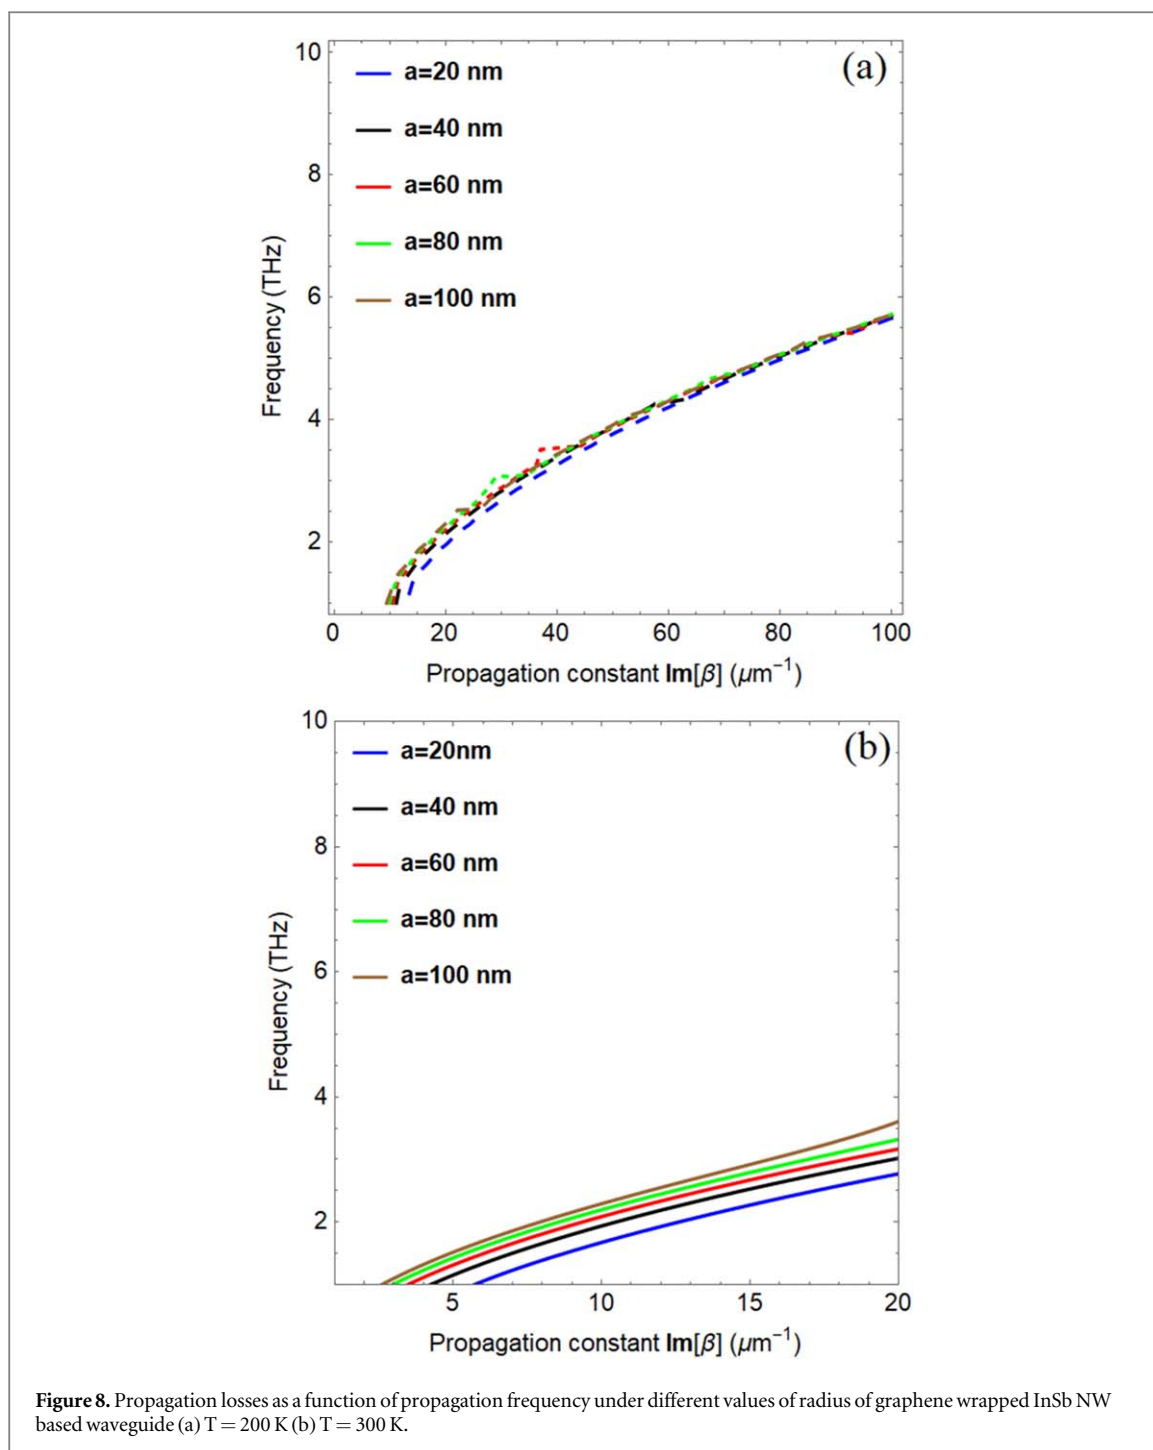 (a)
a=20 nm
a=40 nm
a=60 nm
a=80 nm
a=100 nm
10
8
6
4
2
Frequency (THz)
0 20 40 60 80 100
Propagation constant Im[β] (μm⁻¹)
(b)
a=20nm
a=40 nm
a=60 nm
a=80 nm
a=100 nm
10
8
6
4
2
Frequency (THz)
5 10 15 20
Propagation constant Im[β] (μm⁻¹)
Figure 8. Propagation losses as a function of propagation frequency under different values of radius of graphene wrapped InSb NW
based waveguide (a) T = 200 K (b) T = 300 K.